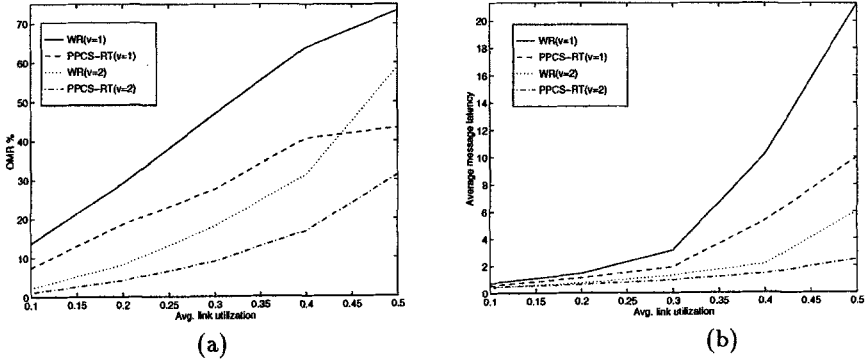 70
60
50
40
30
20
10
0
OMR %
WR(v=1)
PPCS-RT(v=1)
WR(v=2)
PPCS-RT(v=2)
0.1
0.15
0.2
0.25
0.3
0.35
0.4
0.45
0.5
Avg. link utilization
(a)
20
18
16
14
12
10
8
6
4
2
0
Average message latency
WR(v=1)
PPCS-RT(v=1)
WR(v=2)
PPCS-RT(v=2)
0.1
0.15
0.2
0.25
0.3
0.35
0.4
0.45
0.5
Avg. link utilization
(b)